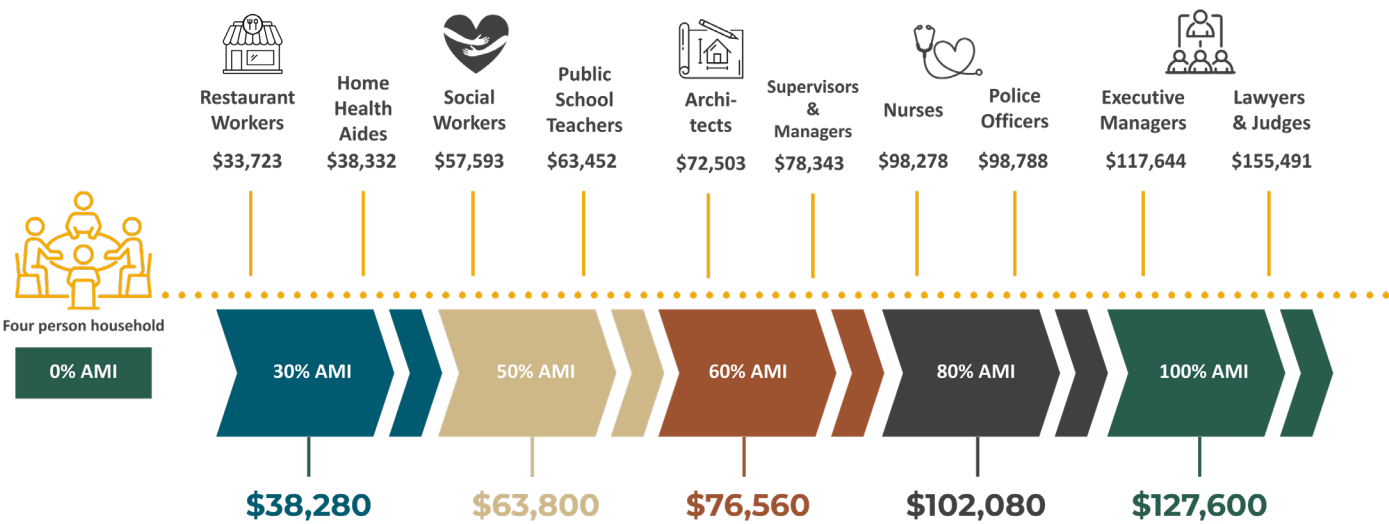 Restaurant
Workers
$33,723
Home
Health
Aides
$38,332
Social
Workers
$57,593
Public
School
Teachers
$63,452
Archi-
tects
$72,503
Supervisors
&
Managers
$78,343
Nurses
$98,278
Police
Officers
$98,788
Executive
Managers
$117,644
Lawyers
& Judges
$155,491
Four person household
0% AMI
30% AMI
50% AMI
60% AMI
80% AMI
100% AMI
$38,280
$63,800
$76,560
$102,080
$127,600